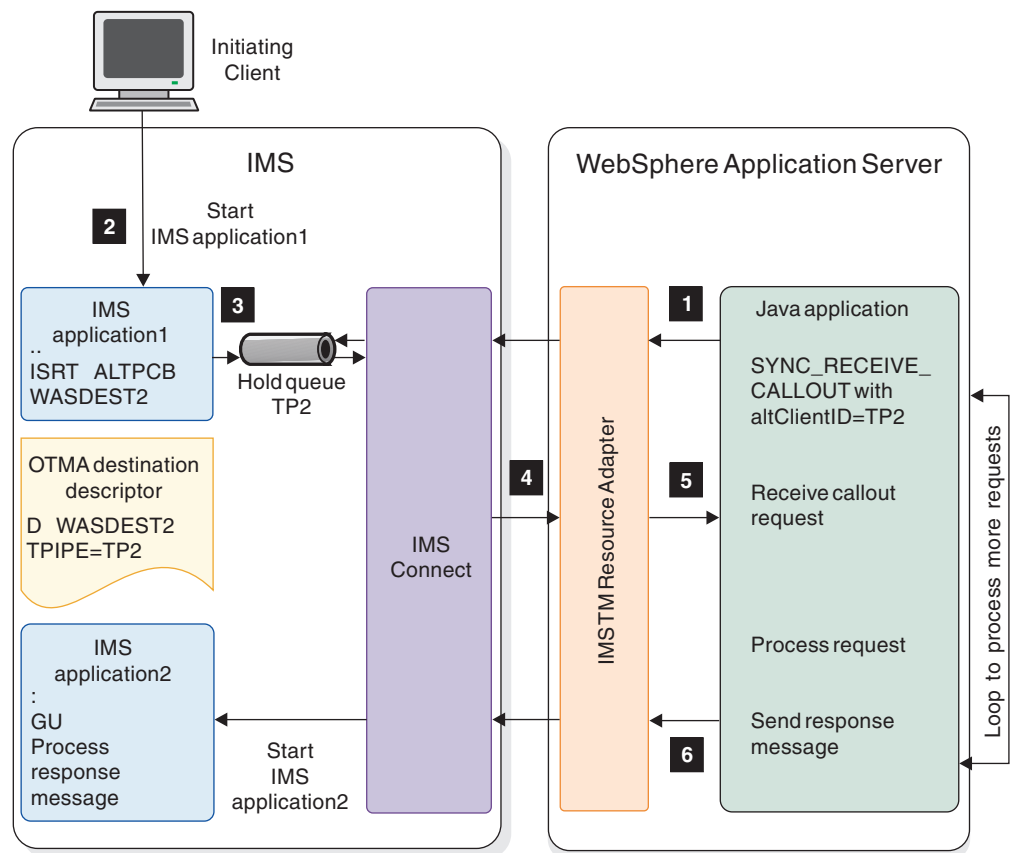 Initiating
Client
IMS
WebSphere Application Server
2
Start
IMS application1
IMS
application1
..
ISRT ALTPCB
WASDEST2
3
Hold queue
TP2
OTMA destination
descriptor
D WASDEST2
TPIPE=TP2
IMS
application2
:
GU
Process
response
message
Start
IMS
application2
IMS
Connect
4
IMS TM Resource Adapter
1
5
6
Java application
SYNC_RECEIVE_
CALLOUT with
altClientID=TP2
Receive callout
request
Process request
Send response
message
Loop to process more requests